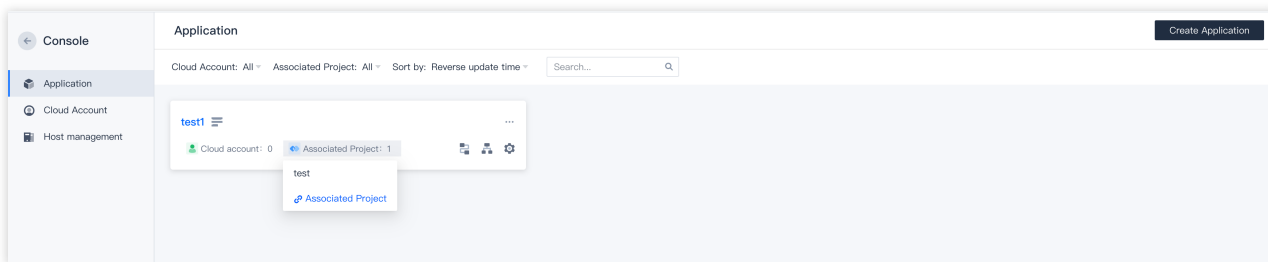 Console
Application
Create Application
Cloud Account: All Associated Project: All Sort by: Reverse update time Search...
Application
Cloud Account
Host management
test1 ...
Cloud account: 0 Associated Project: 1
test
Associated Project